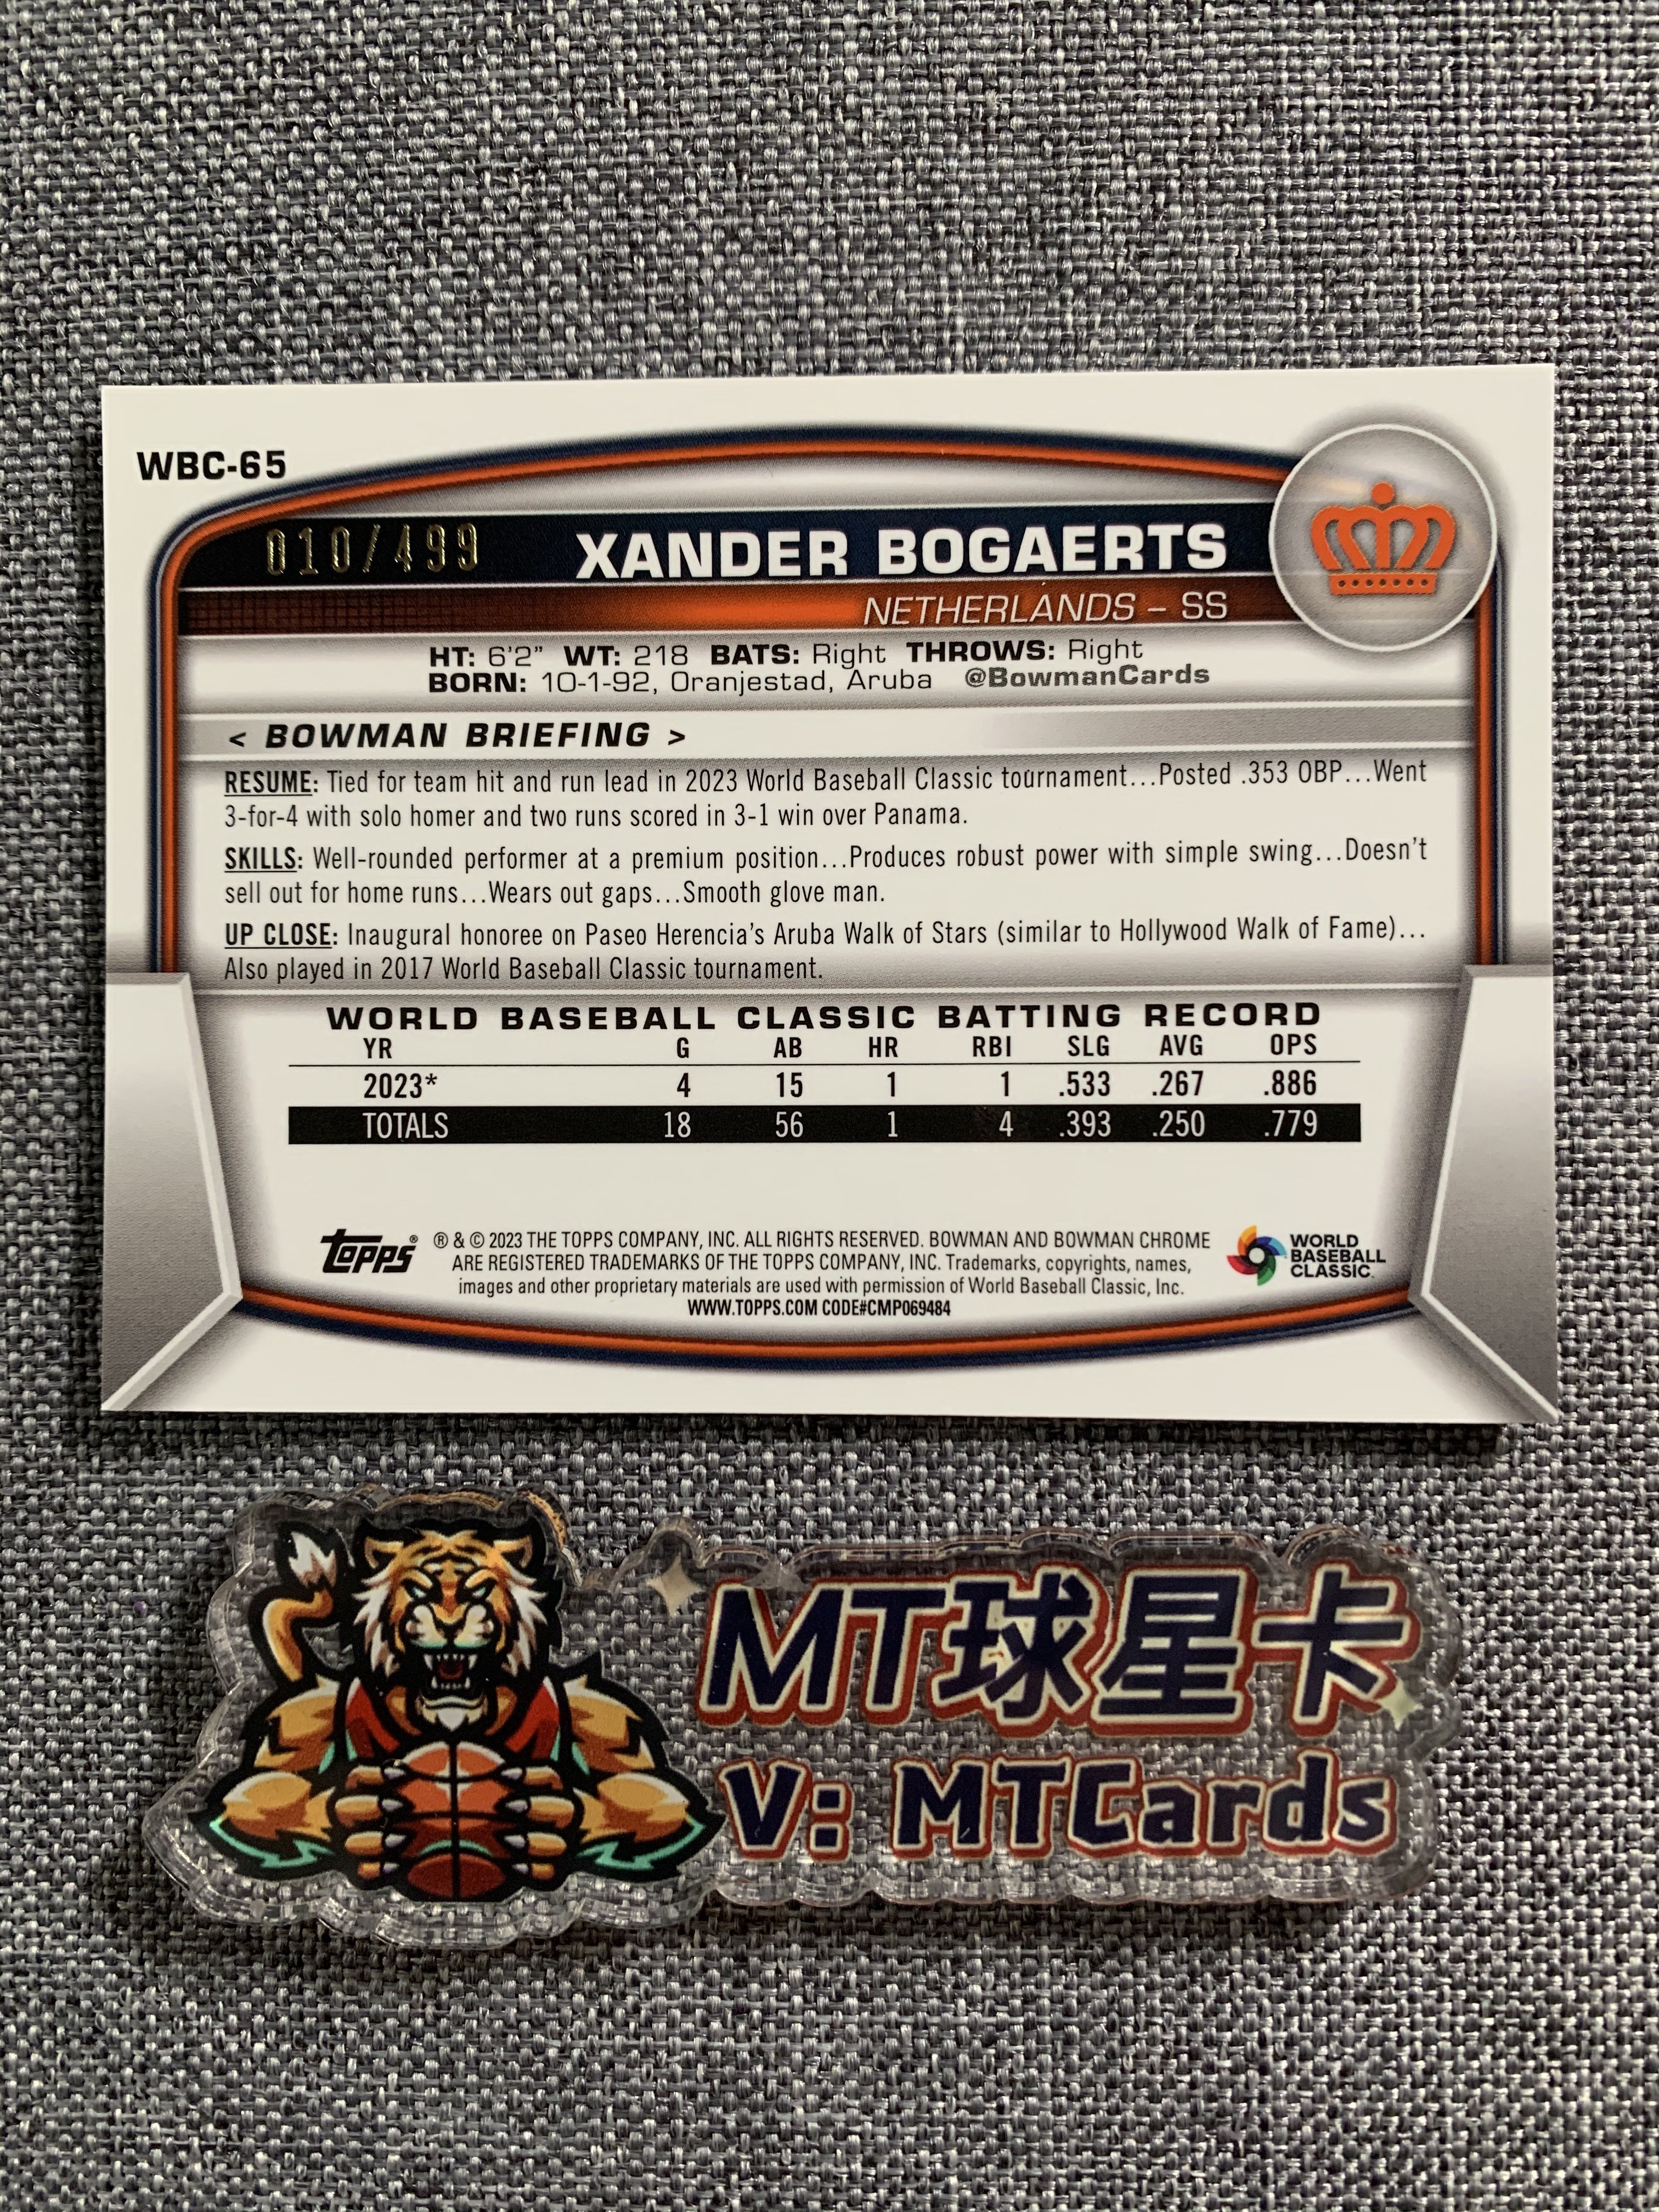 WBC-65
010/499
XANDER BOGAERTS
NETHERLANDS – SS
HT: 6'2" WT: 218 BATS: Right THROWS: Right
BORN: 10-1-92, Oranjestad, Aruba @BowmanCards
< BOWMAN BRIEFING >
RESUME: Tied for team hit and run lead in 2023 World Baseball Classic tournament...Posted .353 OBP...Went
3-for-4 with solo homer and two runs scored in 3-1 win over Panama.
SKILLS: Well-rounded performer at a premium position...Produces robust power with simple swing...Doesn't
sell out for home runs...Wears out gaps...Smooth glove man.
UP CLOSE: Inaugural honoree on Paseo Herencia's Aruba Walk of Stars (similar to Hollywood Walk of Fame)...
Also played in 2017 World Baseball Classic tournament.
WORLD BASEBALL CLASSIC BATTING RECORD
YR G AB HR RBI SLG AVG OPS
2023* 4 15 1 1 .533 .267 .886
TOTALS 18 56 1 4 .393 .250 .779
Topps® ® & © 2023 THE TOPPS COMPANY, INC. ALL RIGHTS RESERVED. BOWMAN AND BOWMAN CHROME
ARE REGISTERED TRADEMARKS OF THE TOPPS COMPANY, INC. Trademarks, copyrights, names,
images and other proprietary materials are used with permission of World Baseball Classic, Inc.
WWW.TOPPS.COM CODE#CMP069484
WORLD
BASEBALL
CLASSIC
MT球星卡
V: MTCards